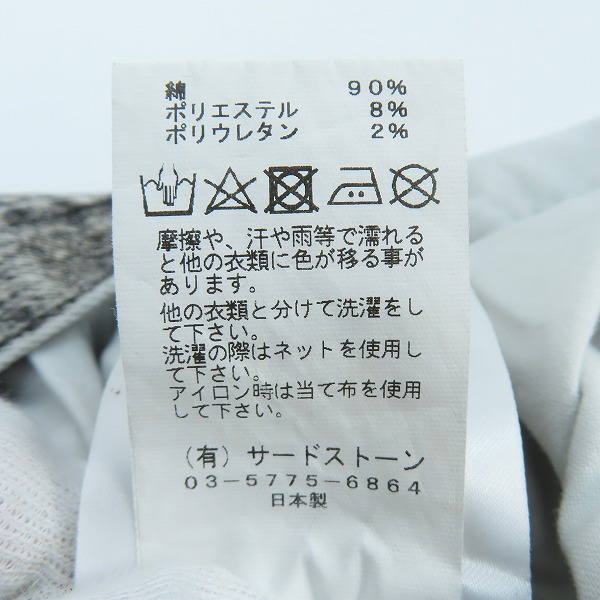 綿 90%
ポリエステル 8%
ポリウレタン 2%
摩擦や、汗や雨等で濡れる
と他の衣類に色が移る事が
あります。
他の衣類と分けて洗濯をし
て下さい。
洗濯の際はネットを使用し
て下さい。
アイロン時は当て布を使用
して下さい。
(有) サードストーン
03-5775-6864
日本製